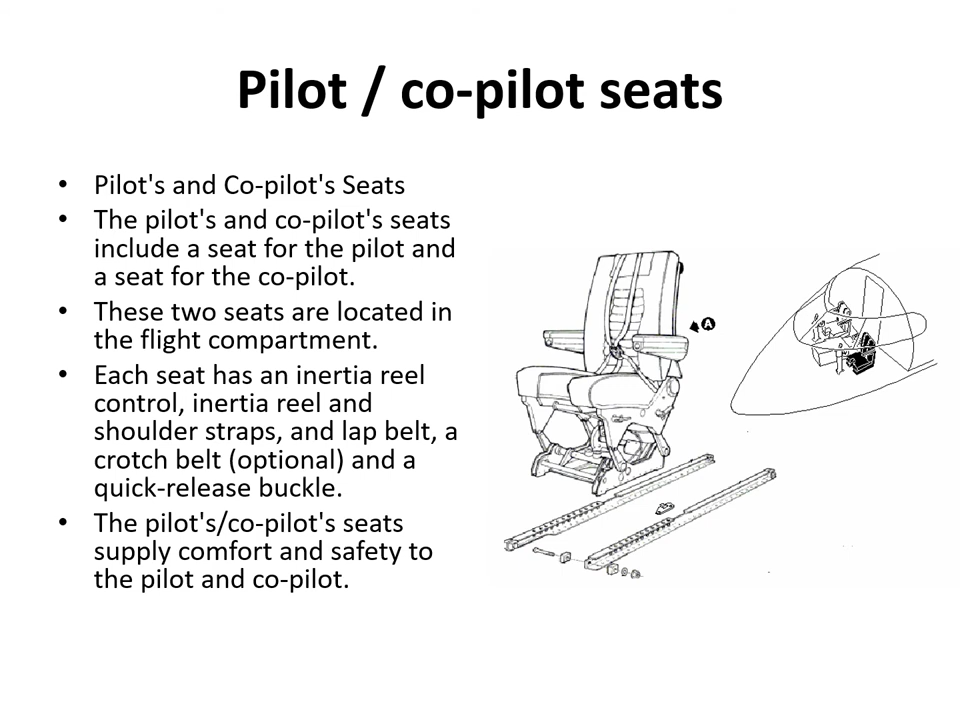 Pilot / co-pilot seats
• Pilot's and Co-pilot's Seats
• The pilot's and co-pilot's seats
include a seat for the pilot and
a seat for the co-pilot.
• These two seats are located in
the flight compartment.
• Each seat has an inertia reel
control, inertia reel and
shoulder straps, and lap belt, a
crotch belt (optional) and a
quick-release buckle.
• The pilot's/co-pilot's seats
supply comfort and safety to
the pilot and co-pilot.
A